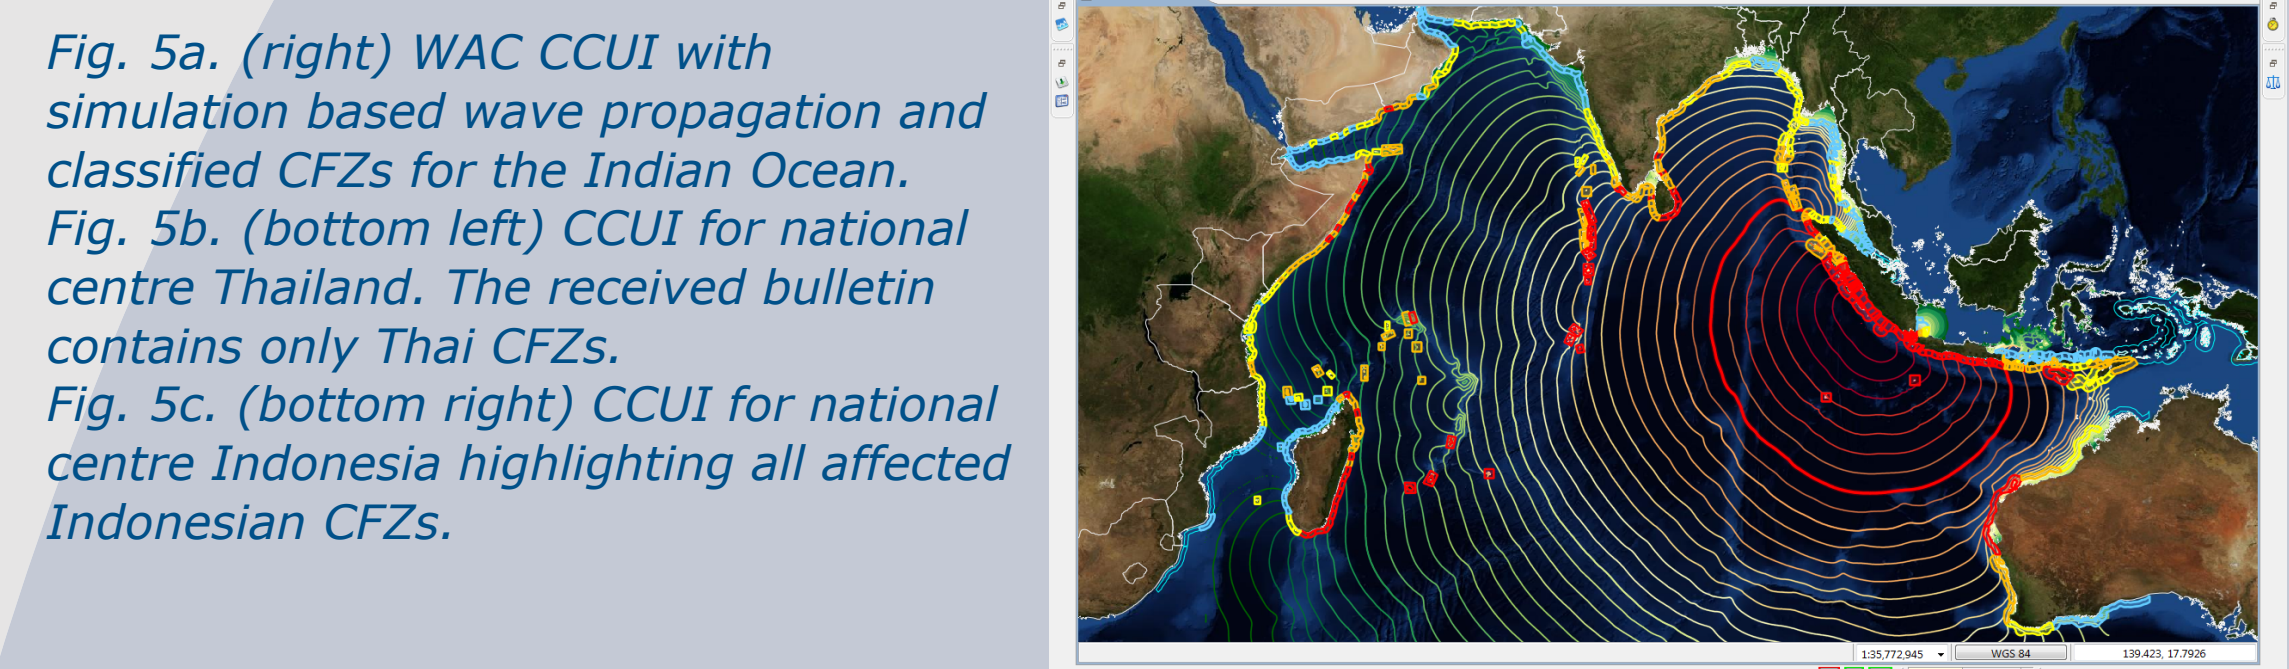 Fig. 5a. (right) WAC CCUI with
simulation based wave propagation and
classified CFZs for the Indian Ocean.
Fig. 5b. (bottom left) CCUI for national
centre Thailand. The received bulletin
contains only Thai CFZs.
Fig. 5c. (bottom right) CCUI for national
centre Indonesia highlighting all affected
Indonesian CFZs.
1:35,772,945
WGS 84
139.423, 17.7926